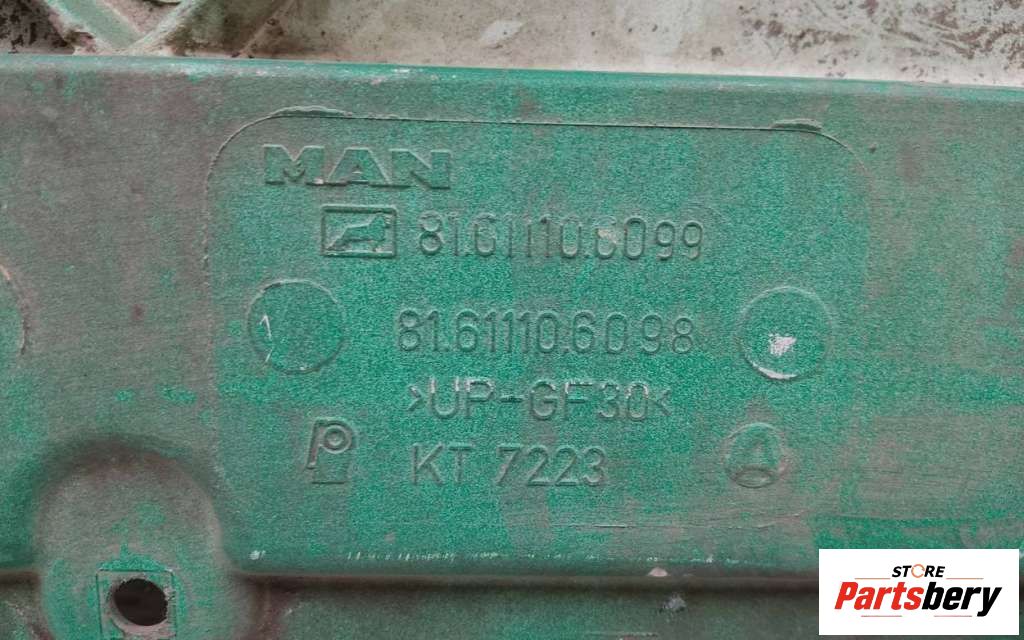 MAN
81.61110.6099
81.61110.6098
>UP-GF30<
KT 7223
STORE
Partsbery